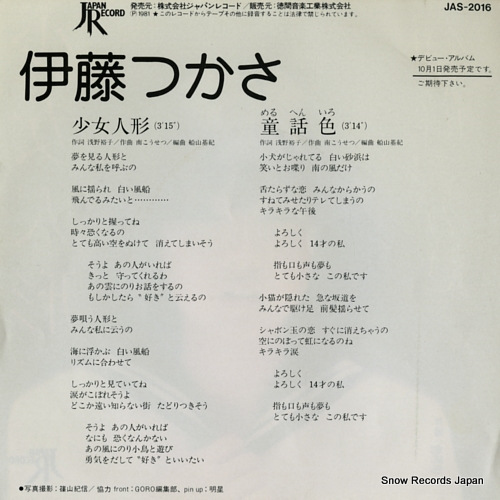 JAPAN RECORD
発売元：株式会社ジャパンレコード／販売元：徳間音楽工業株式会社
Ⓟ1981★このレコードからテープその他に録音することは法律で禁じられています。
JAS-2016
伊藤つかさ
★デビュー・アルバム
10月1日発売予定です。
ご期待下さい。
少女人形(3'15")
作詞 浅野裕子／作曲 南こうせつ／編曲 船山基紀
夢を見る人形と
みんな私を呼ぶの
風に揺られ 白い風船
飛んでるみたいと…………
しっかりと握っててね
時々恐くなるの
とても高い空をぬけて 消えてしまいそう
そうよ あの人がいれば
きっと 守ってくれるわ
あの雲にのりお話をするの
もしかしたら“好き”と云えるの
夢唄う人形と
みんな私に云うの
海に浮かぶ 白い風船
リズムに合わせて
しっかりと見ていてね
涙がこぼれそうよ
どこか遠い知らない街 たどりつきそう
そうよ あの人がいれば
なにも 恐くなんかない
あの風にのり小鳥と遊び
勇気をだして“好き”といいたい
める へん いろ
童話色(3'14")
作詞 浅野裕子／作曲 南こうせつ／編曲 船山基紀
小犬がじゃれてる 白い砂浜は
笑いとお喋り 南の風だけ
舌たらずな恋 みんなからかうの
すねてみせたりテレてしまうの
キラキラな午後
よろしく
よろしく 14才の私
指も口も声も夢も
とても小さな この私です
小猫が隠れた 急な坂道を
みんなで駆け足 前髪揺らせて
シャボン玉の恋 すぐに消えちゃうの
空にのぼって虹になるのね
キラキラ涙
よろしく
よろしく 14才の私
指も口も声も夢も
とても小さな この私です
●写真撮影：篠山紀信／協力 front：GORO編集部、pin up：明星
Snow Records Japan